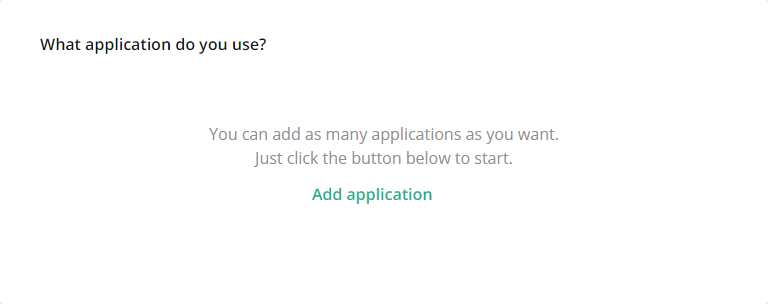 What application do you use?
You can add as many applications as you want.
Just click the button below to start.
Add application